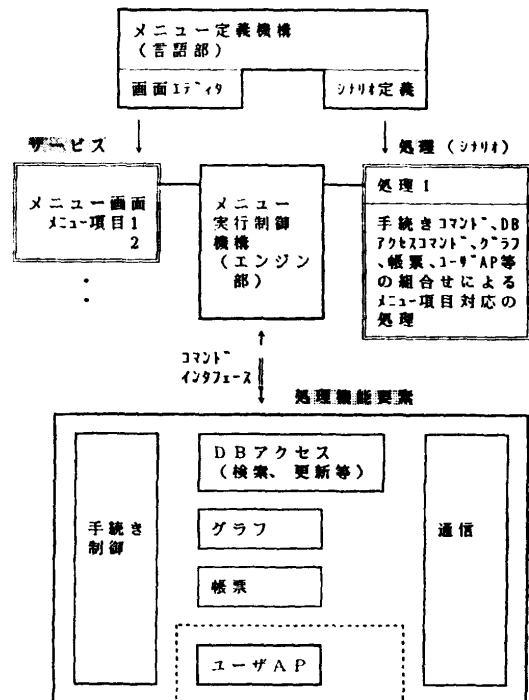 メニュー定義機構
(言語部)
画面エディタ
シナリオ定義
サービス
処理(シナリオ)
メニュー画面
メニュー項目1
2
・
・
メニュー
実行制御
機構
(エンジン
部)
処理1
手続きコマンド、DB
アクセスコマンド、グラフ
、帳票、ユーザAP等
の組合せによる
メニュー項目対応の
処理
コマンド
インタフェース
処理機能要素
手続き
制御
DBアクセス
(検索、更新等)
グラフ
帳票
ユーザAP
通信